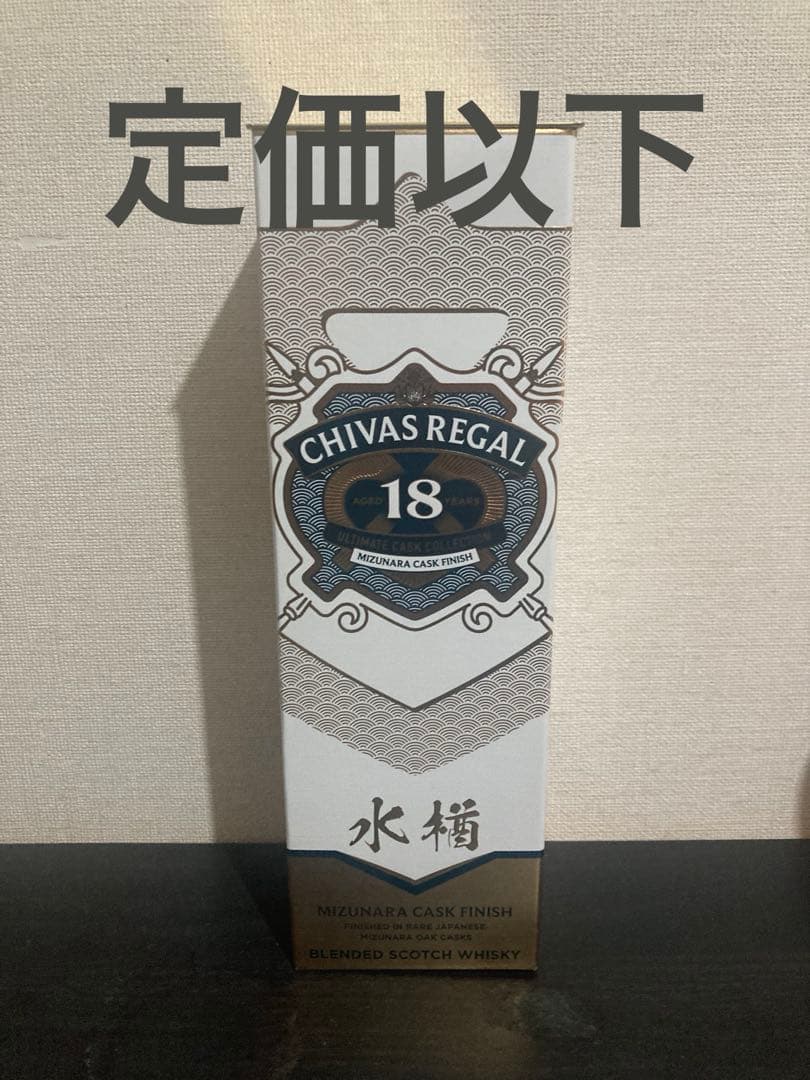 定価以下
CHIVAS REGAL
AGED 18 YEARS
ULTIMATE CASK COLLECTION
MIZUNARA CASK FINISH
水楢
MIZUNARA CASK FINISH
FINISHED IN RARE JAPANESE
MIZUNARA OAK CASKS
BLENDED SCOTCH WHISKY